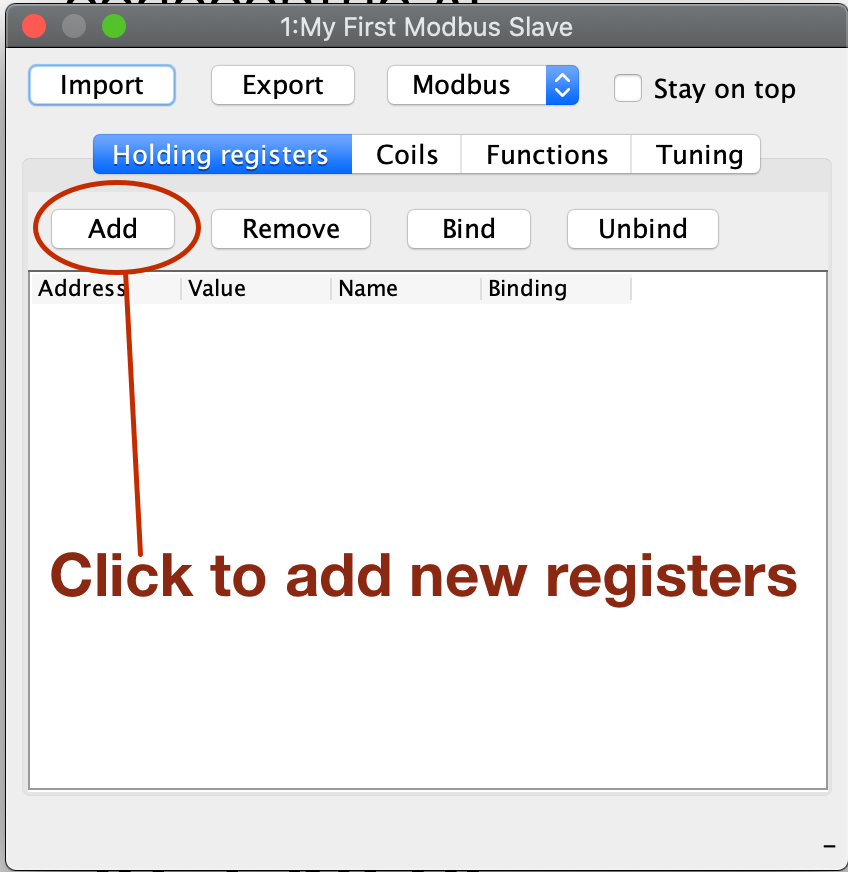 1:My First Modbus Slave
Import Export Modbus Stay on top
Holding registers Coils Functions Tuning
Add Remove Bind Unbind
Address Value Name Binding
Click to add new registers